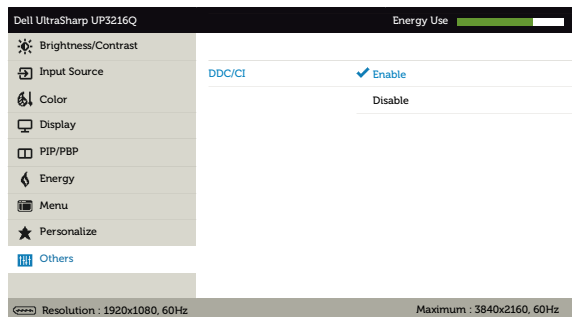 Dell UltraSharp UP3216Q Energy Use
Brightness/Contrast
Input Source
DDC/CI Enable
Color
Disable
Display
PIP/PBP
Energy
Menu
Personalize
Others
Resolution : 1920x1080, 60Hz Maximum : 3840x2160, 60Hz